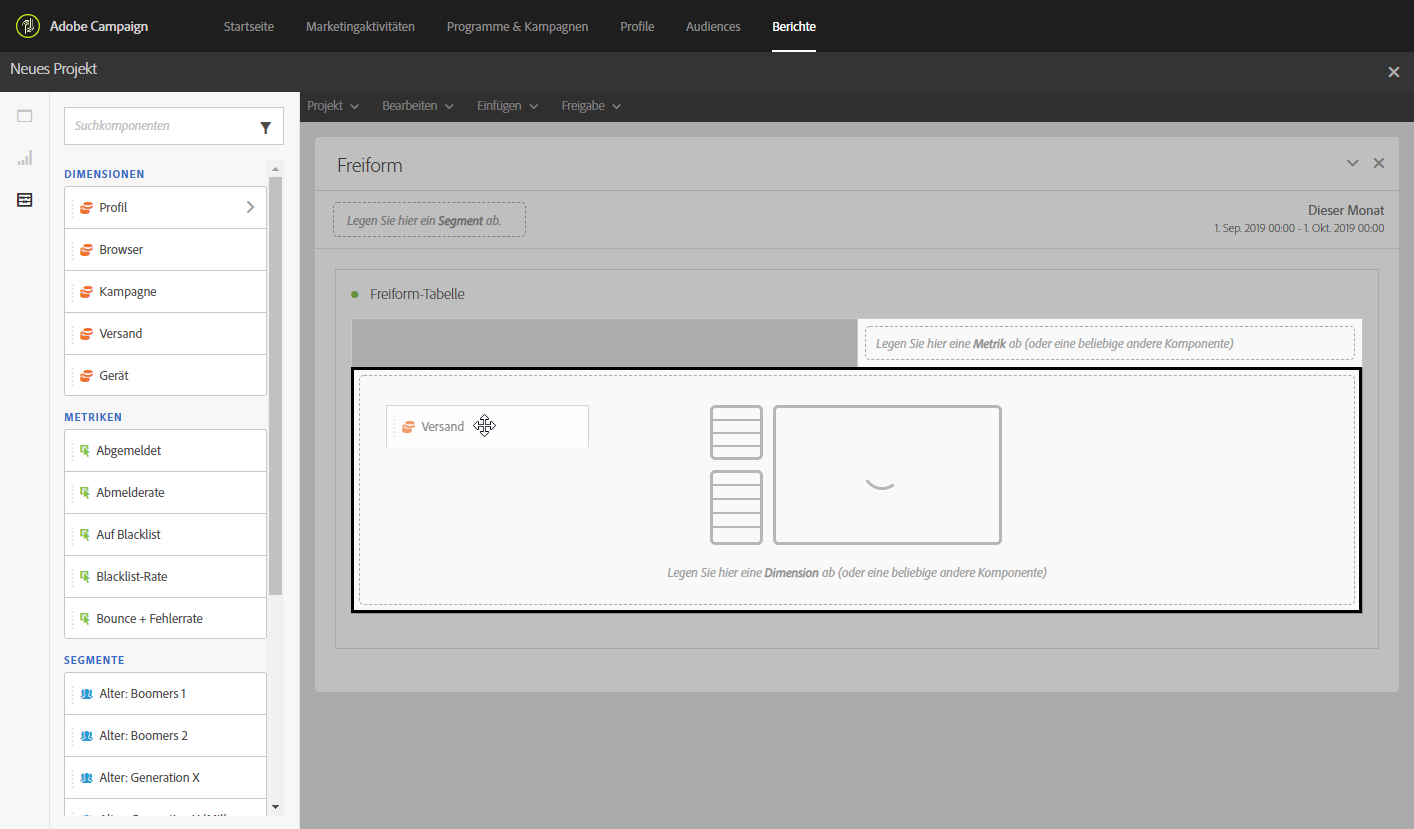 Adobe Campaign Startseite Marketingaktivitäten Programme & Kampagnen Profile Audiences Berichte
Neues Projekt
Suchkomponenten
Projekt Bearbeiten Einfügen Freigabe
DIMENSIONEN
Profil
Browser
Kampagne
Versand
Gerät
METRIKEN
Abgemeldet
Abmelderate
Auf Blacklist
Blacklist-Rate
Bounce + Fehlerrate
SEGMENTE
Alter: Boomers 1
Alter: Boomers 2
Alter: Generation X
Freiform
Legen Sie hier ein Segment ab.
Dieser Monat
1. Sep. 2019 00:00 - 1. Okt. 2019 00:00
Freiform-Tabelle
Legen Sie hier eine Metrik ab (oder eine beliebige andere Komponente)
Versand
Legen Sie hier eine Dimension ab (oder eine beliebige andere Komponente)